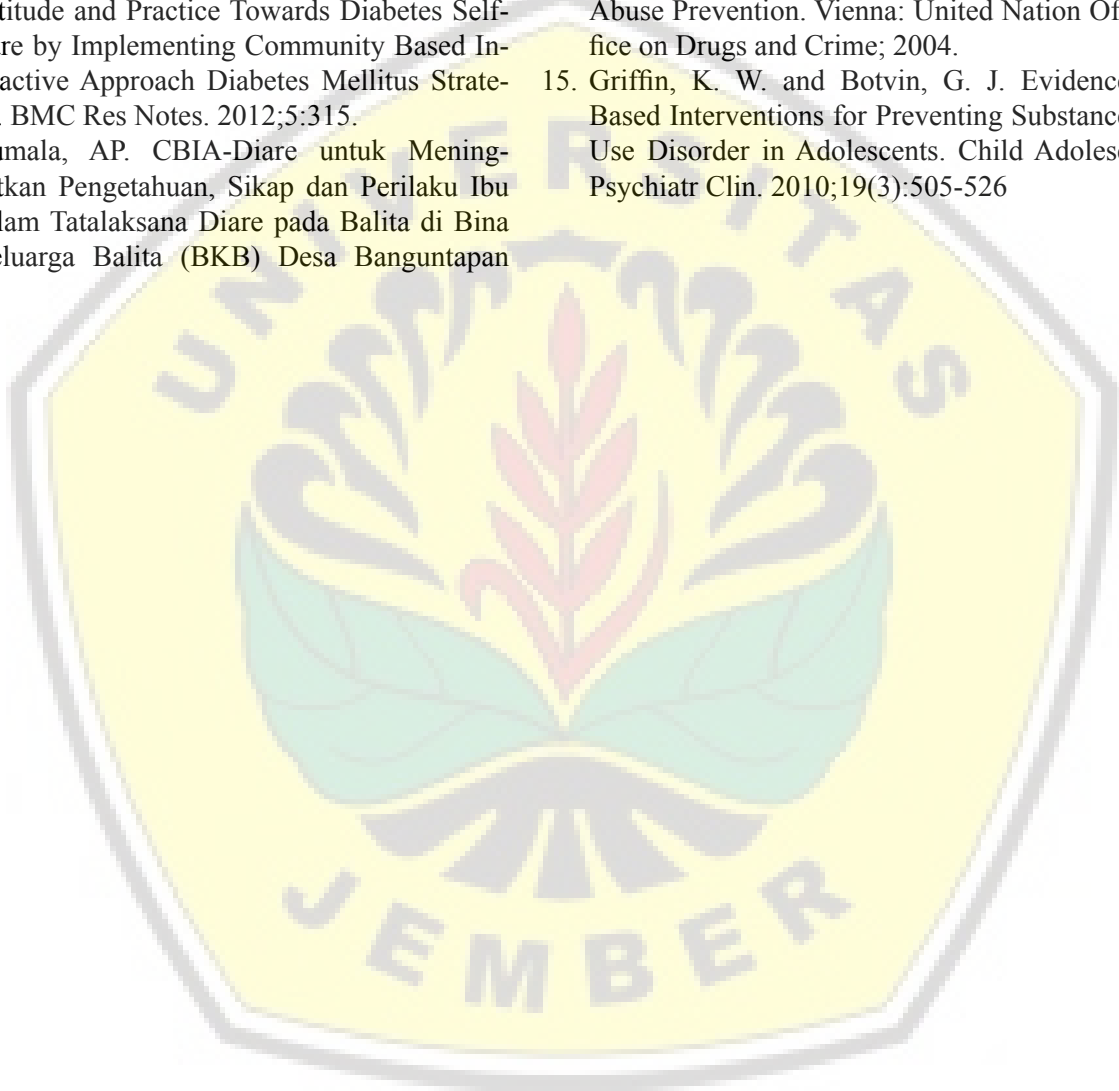 titude and Practice Towards Diabetes Self-
are by Implementing Community Based In-
ractive Approach Diabetes Mellitus Strate-
. BMC Res Notes. 2012;5:315.
umala, AP. CBIA-Diare untuk Mening-
tkan Pengetahuan, Sikap dan Perilaku Ibu
alam Tatalaksana Diare pada Balita di Bina
eluarga Balita (BKB) Desa Banguntapan
Abuse Prevention. Vienna: United Nation Of-
fice on Drugs and Crime; 2004.
15. Griffin, K. W. and Botvin, G. J. Evidence
Based Interventions for Preventing Substance
Use Disorder in Adolescents. Child Adolesc
Psychiatr Clin. 2010;19(3):505-526
UNIVERSITAS
JEMBER